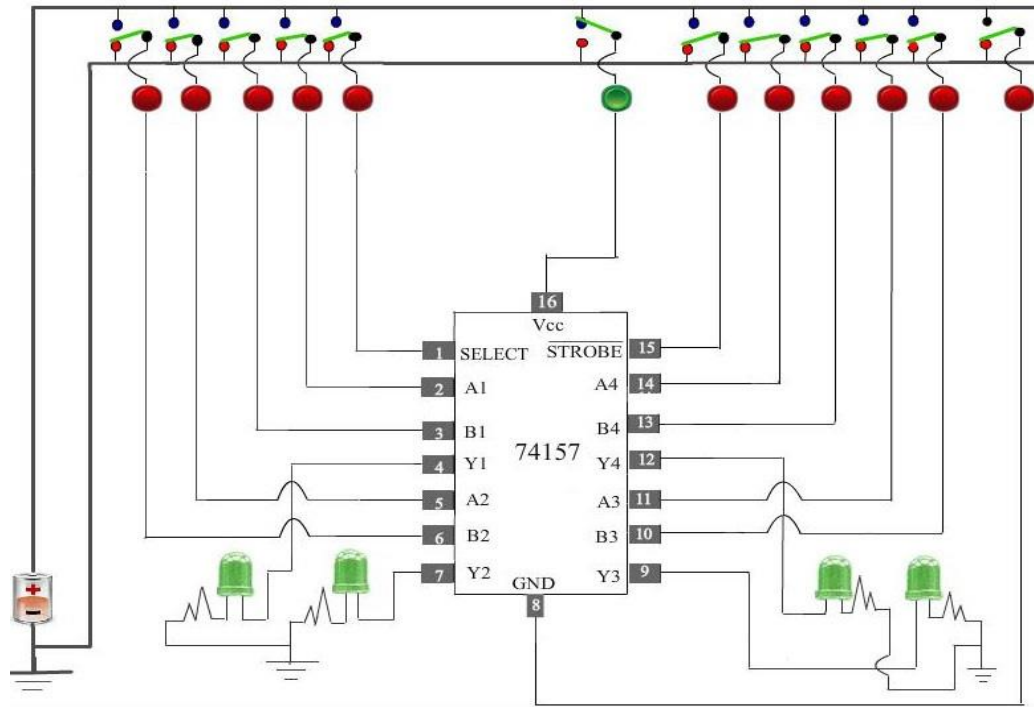 16
Vcc
1 SELECT STROBE 15
2 A1 A4 14
3 B1 B4 13
74157
4 Y1 Y4 12
5 A2 A3 11
6 B2 B3 10
7 Y2 Y3 9
GND
8
+
-